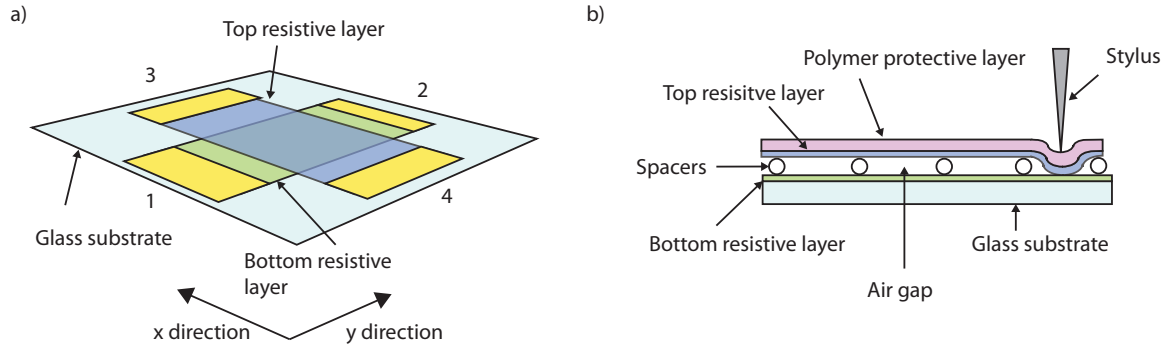 a)
Top resistive layer
3
2
1
4
Glass substrate
Bottom resistive
layer
x direction
y direction
b)
Polymer protective layer
Stylus
Top resisitve layer
Spacers
Bottom resistive layer
Glass substrate
Air gap